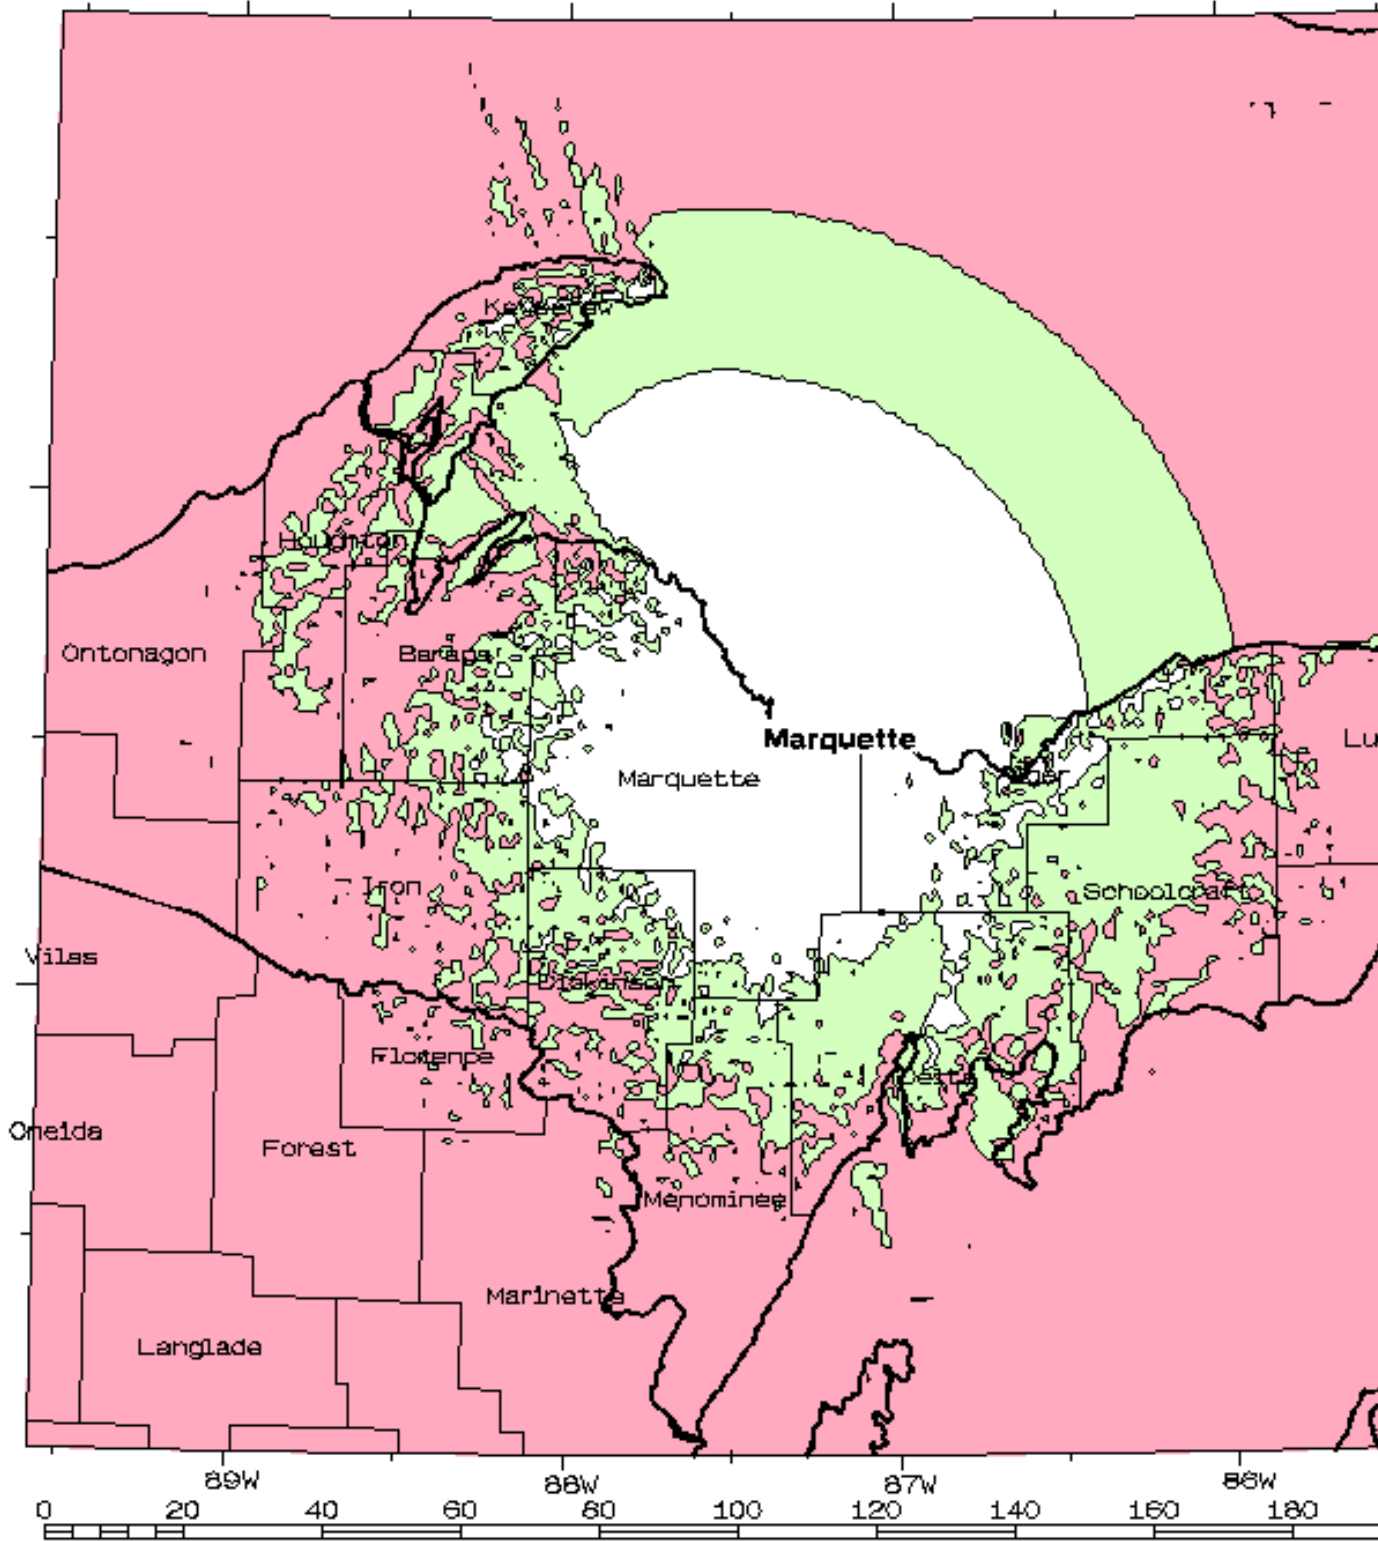 Houghton
Ontonagon
Baraga
Marquette
Marquette
Lu
Iron
Schoolcraft
Vilas
Dickinson
Florence
Oneida
Forest
Menominee
Marinette
Langlade
89W 88W 87W 86W
0 20 40 60 80 100 120 140 160 180